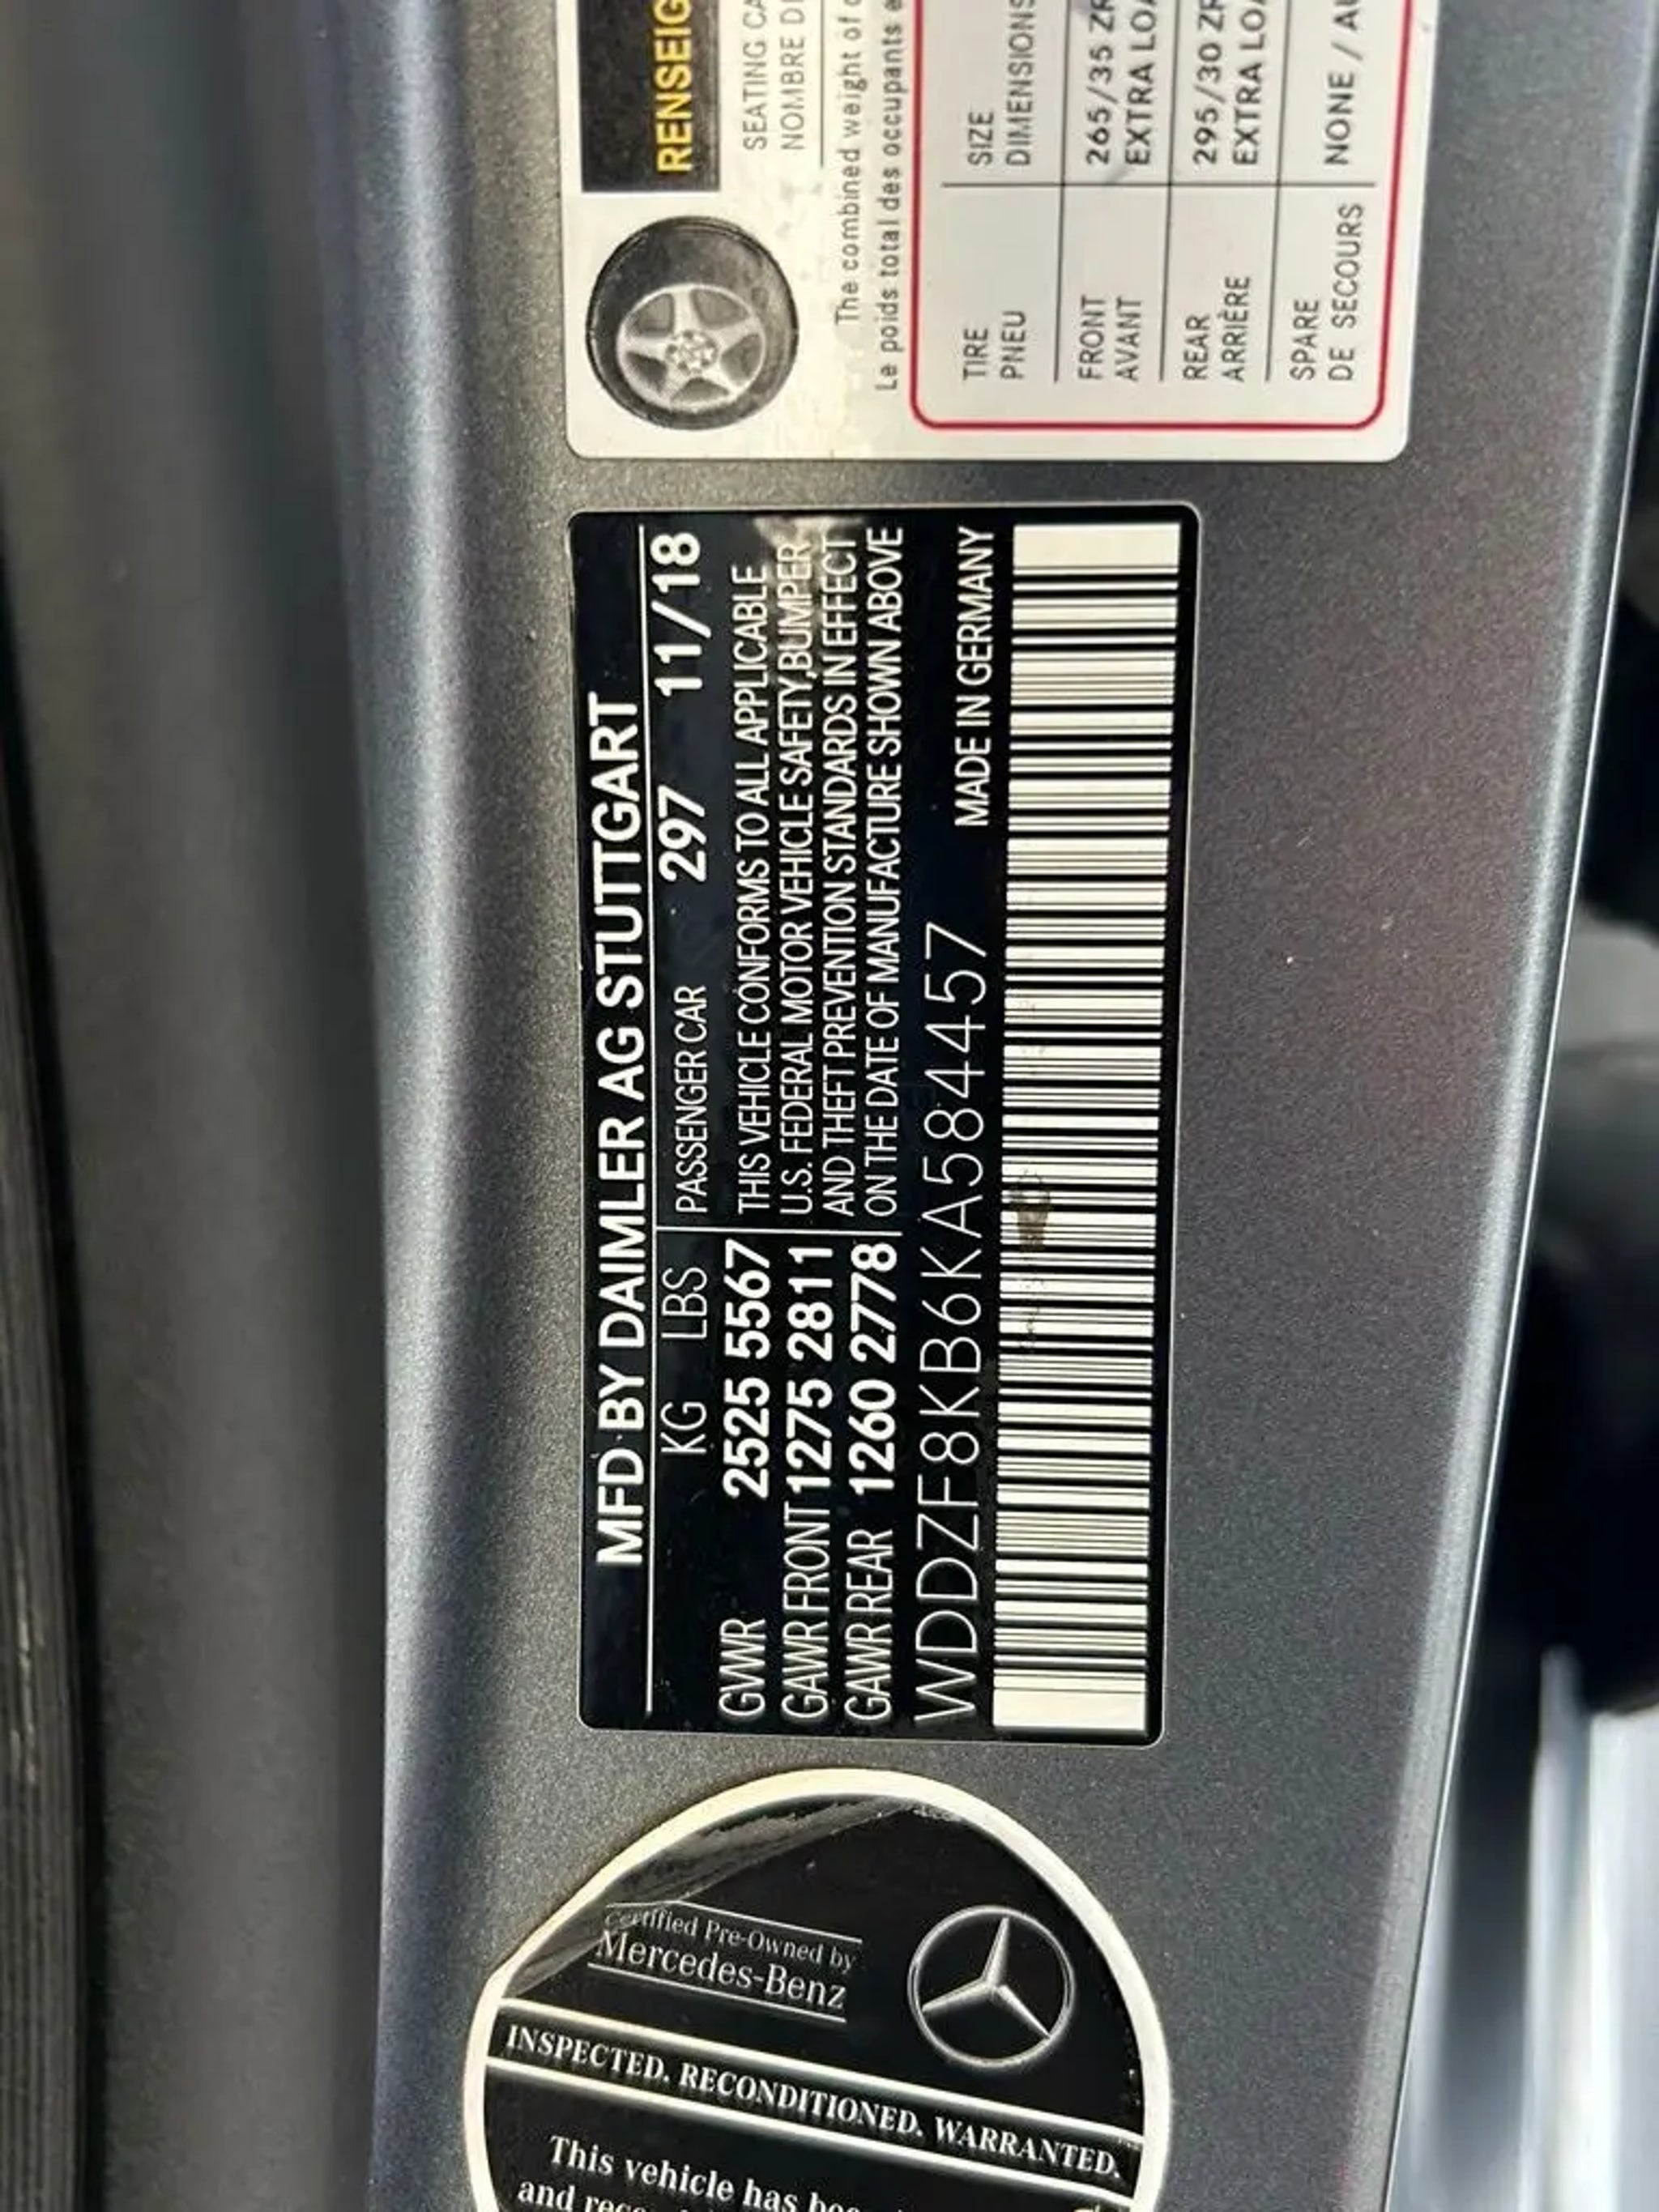 RENSEIG
SEATING CA
NOMBRE D
The combined weight of
Le poids total des occupants
TIRE SIZE
PNEU DIMENSIONS
FRONT 265/35 ZR
AVANT EXTRA LOA
REAR 295/30 ZR
ARRIÈRE EXTRA LOA
SPARE NONE / AU
DE SECOURS
MFD BY DAIMLER AG STUTTGART
KG LBS PASSENGER CAR 297 11/18
GVWR 2525 5567 THIS VEHICLE CONFORMS TO ALL APPLICABLE
GAWR FRONT 1275 2811 U.S. FEDERAL MOTOR VEHICLE SAFETY,BUMPER
AND THEFT PREVENTION STANDARDS IN EFFECT
GAWR REAR 1260 2778 ON THE DATE OF MANUFACTURE SHOWN ABOVE
WDDZF8KB6KA584457 MADE IN GERMANY
Certified Pre-Owned by
Mercedes-Benz
INSPECTED. RECONDITIONED. WARRANTED.
This vehicle has bee
and reco